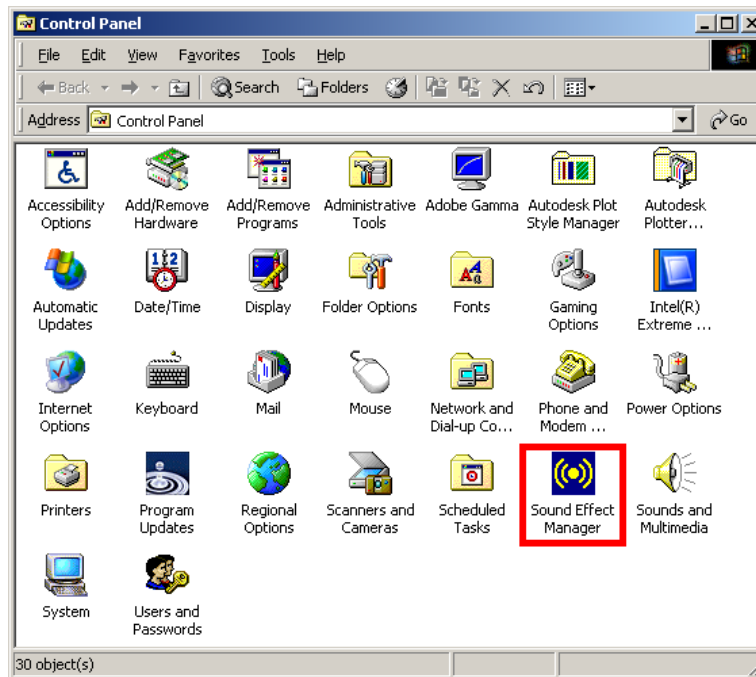 Control Panel
File Edit View Favorites Tools Help
Back Search Folders
Address Control Panel Go
Accessibility Options
Add/Remove Hardware
Add/Remove Programs
Administrative Tools
Adobe Gamma
Autodesk Plot Style Manager
Autodesk Plotter...
Automatic Updates
Date/Time
Display
Folder Options
Fonts
Gaming Options
Intel(R) Extreme ...
Internet Options
Keyboard
Mail
Mouse
Network and Dial-up Co...
Phone and Modem ...
Power Options
Printers
Program Updates
Regional Options
Scanners and Cameras
Scheduled Tasks
Sound Effect Manager
Sounds and Multimedia
System
Users and Passwords
30 object(s)